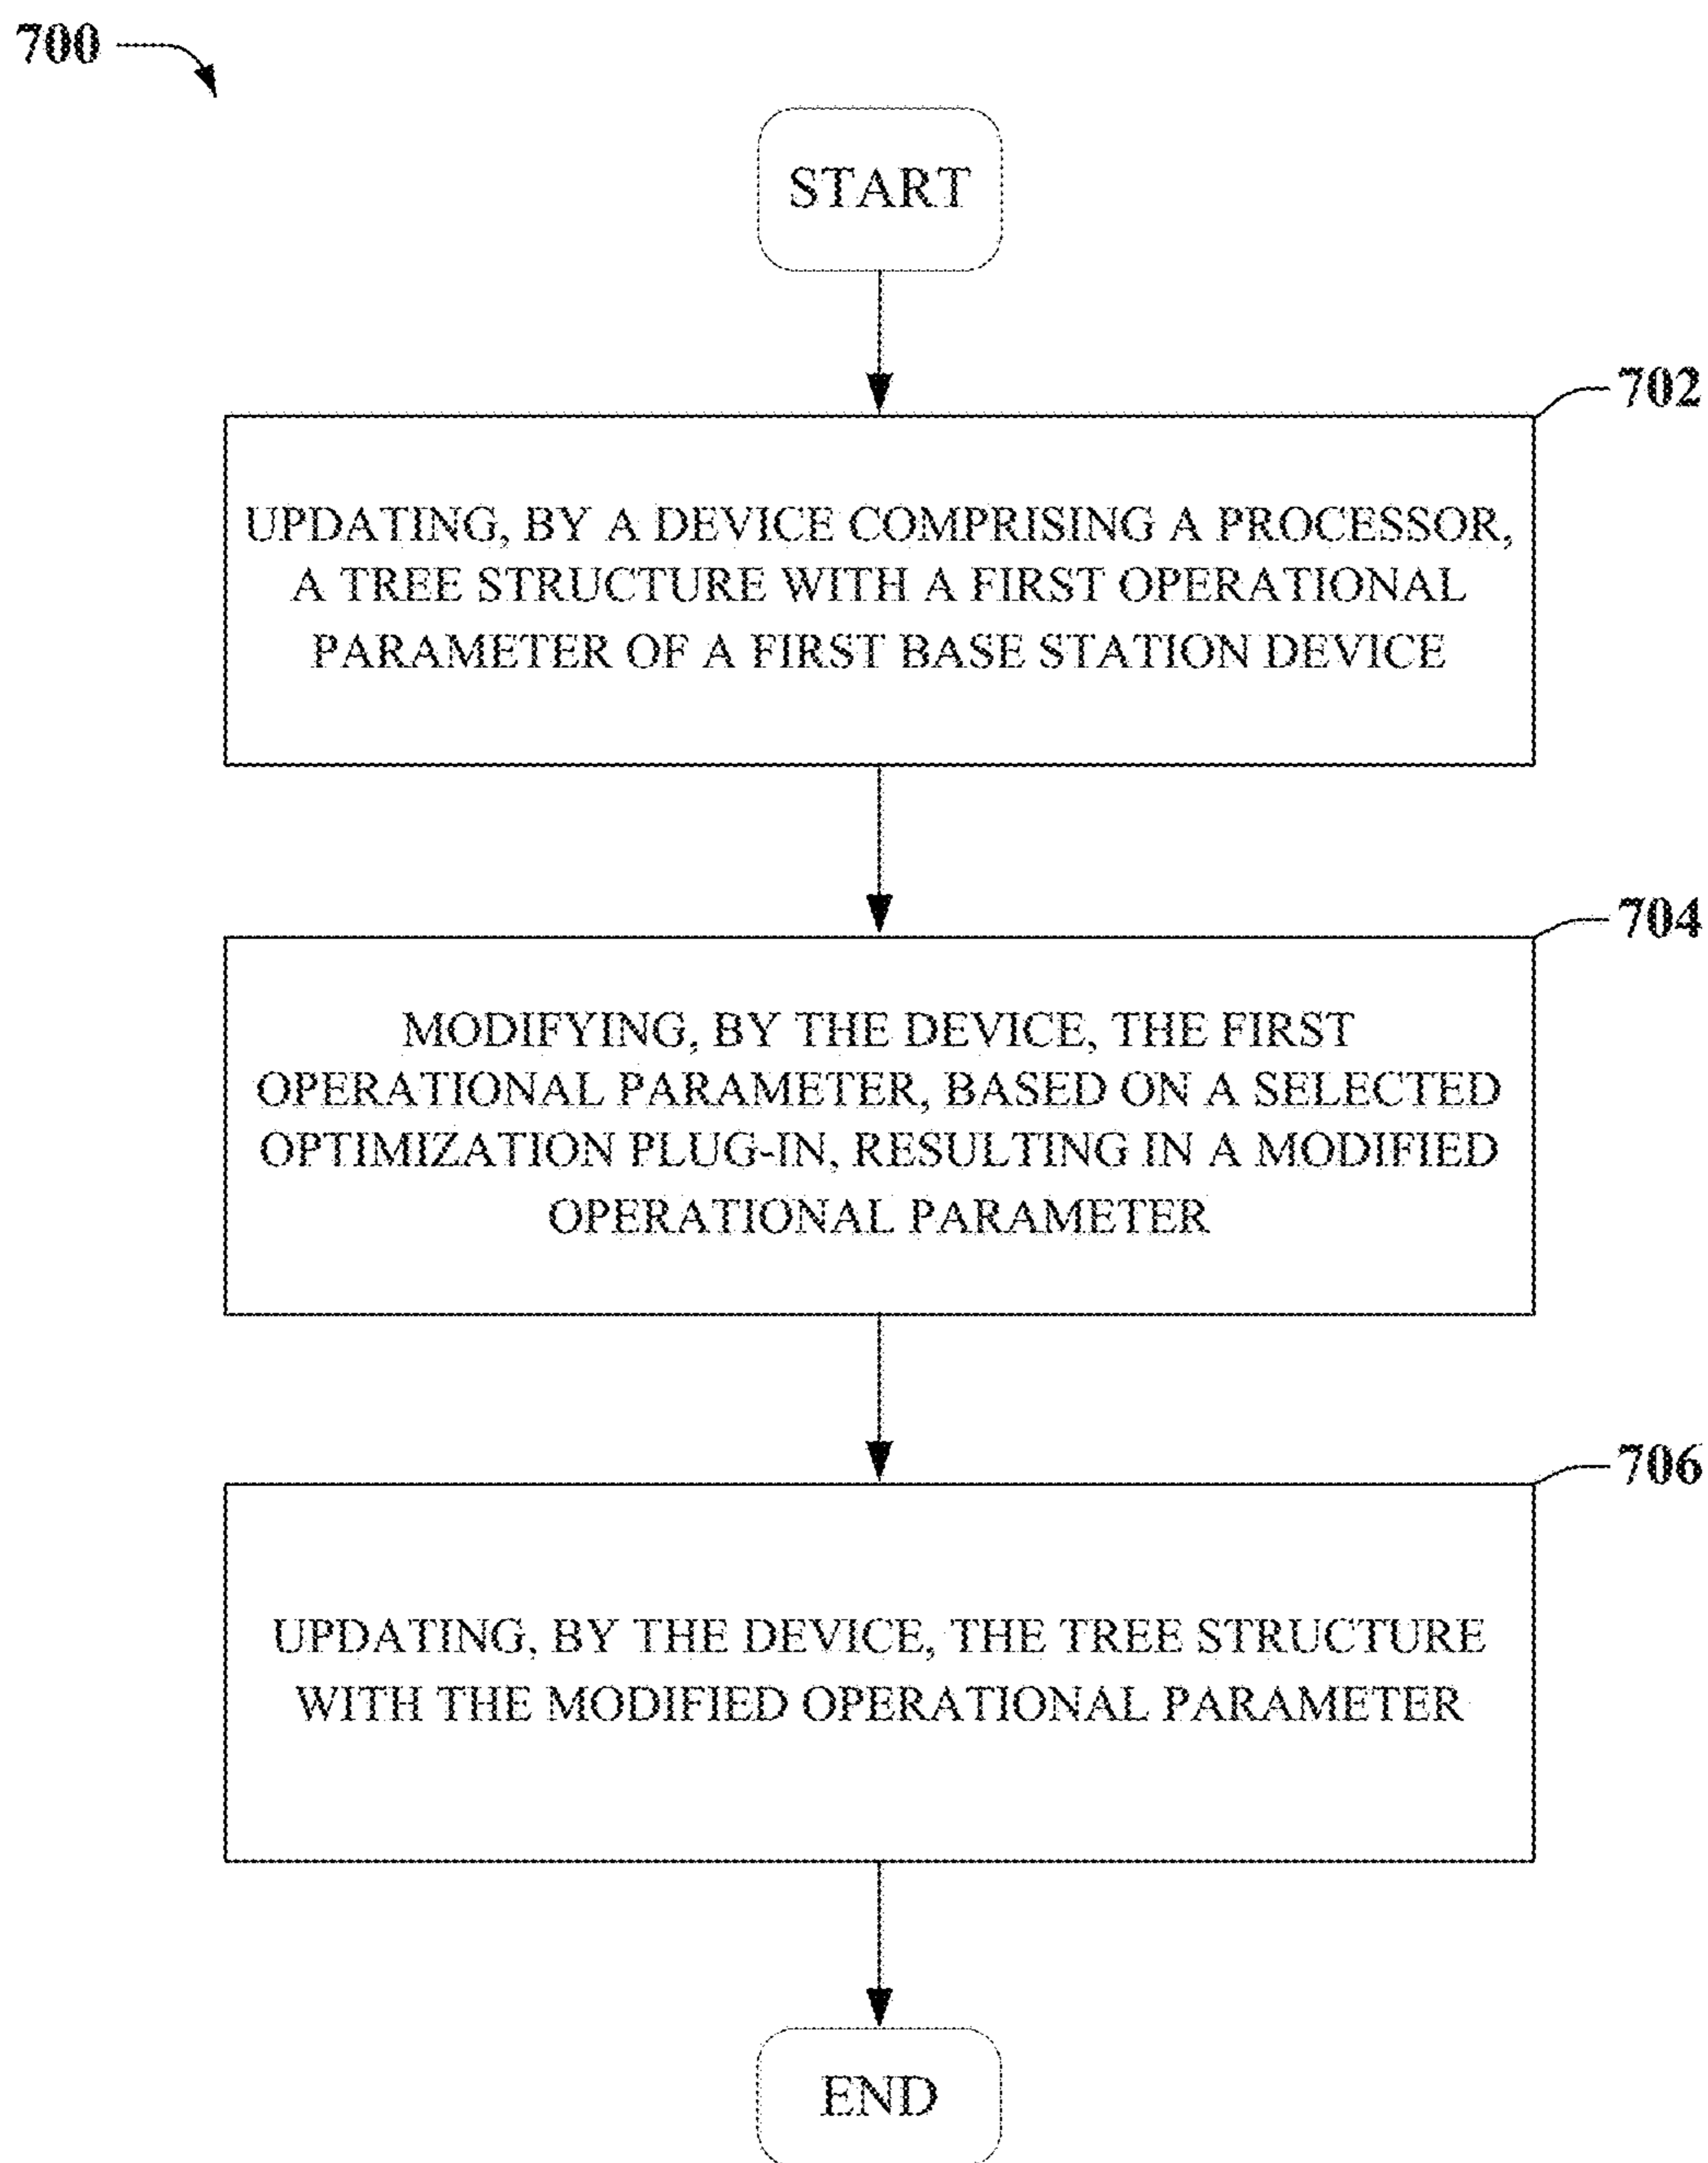 700
START
702
UPDATING, BY A DEVICE COMPRISING A PROCESSOR,
A TREE STRUCTURE WITH A FIRST OPERATIONAL
PARAMETER OF A FIRST BASE STATION DEVICE
704
MODIFYING, BY THE DEVICE, THE FIRST
OPERATIONAL PARAMETER, BASED ON A SELECTED
OPTIMIZATION PLUG-IN, RESULTING IN A MODIFIED
OPERATIONAL PARAMETER
706
UPDATING, BY THE DEVICE, THE TREE STRUCTURE
WITH THE MODIFIED OPERATIONAL PARAMETER
END